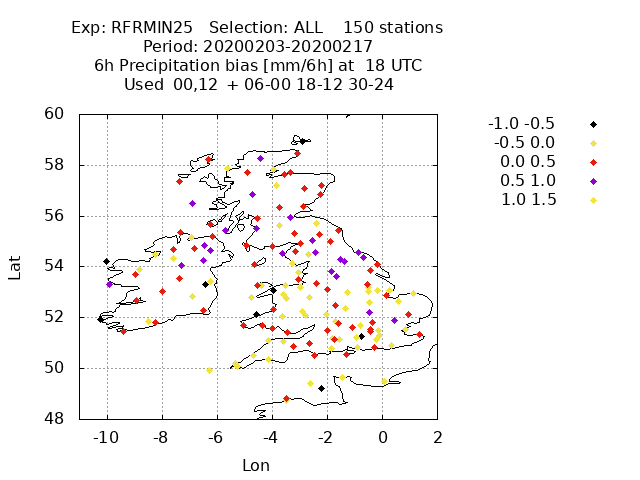 Exp: RFRMIN25 Selection: ALL 150 stations
Period: 20200203-20200217
6h Precipitation bias [mm/6h] at 18 UTC
Used 00,12 + 06-00 18-12 30-24
-1.0 -0.5
-0.5 0.0
0.0 0.5
0.5 1.0
1.0 1.5
60
58
56
54
52
50
48
Lat
-10 -8 -6 -4 -2 0 2
Lon